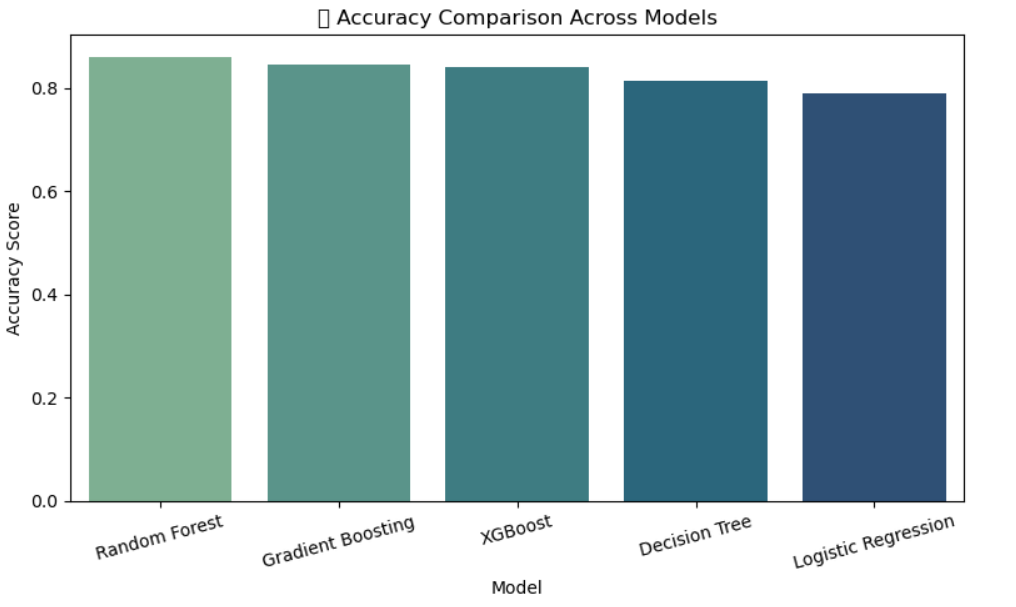 Accuracy Comparison Across Models
Accuracy Score
0.8
0.6
0.4
0.2
0.0
Random Forest
Gradient Boosting
XGBoost
Decision Tree
Logistic Regression
Model